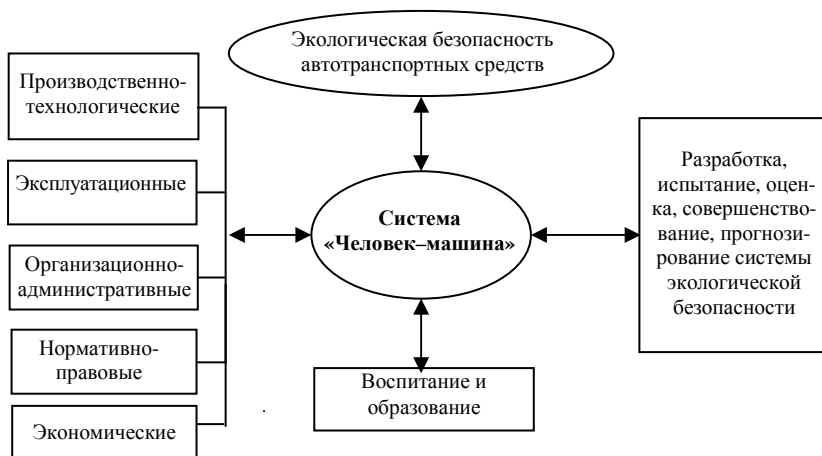 Экологическая безопасность
автотранспортных средств
Производственно-
технологические
Эксплуатационные
Организационно-
административные
Нормативно-
правовые
Экономические
Система
«Человек–машина»
Воспитание и
образование
Разработка,
испытание, оцен-
ка, совершенство-
вание, прогнози-
рование системы
экологической
безопасности